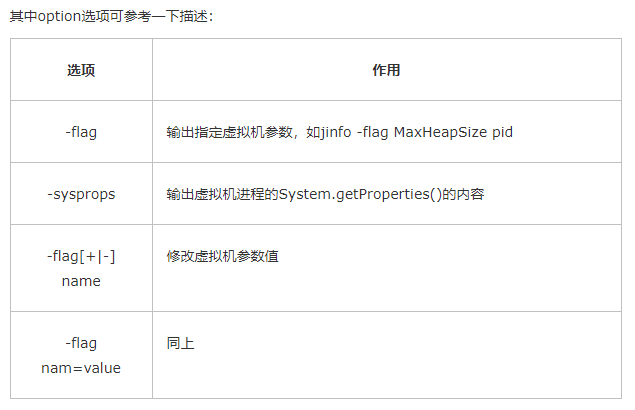 其中option选项可参考一下描述：
选项 作用
-flag 输出指定虚拟机参数，如jinfo -flag MaxHeapSize pid
-sysprops 输出虚拟机进程的System.getProperties()的内容
-flag[+|-] 修改虚拟机参数值
name
-flag 同上
nam=value